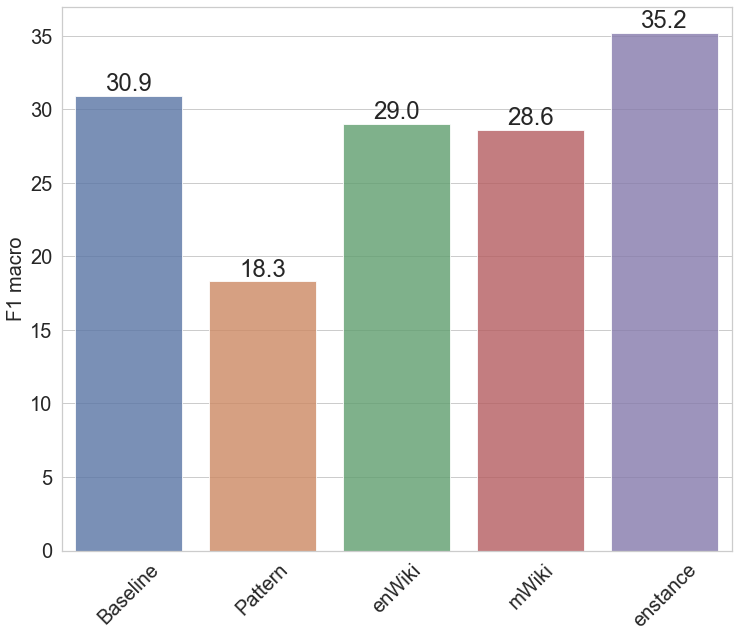 35.2
35
30.9
30
29.0
28.6
25
20
18.3
15
10
5
0
F1 macro
Baseline
Pattern
enWiki
mWiki
enstance